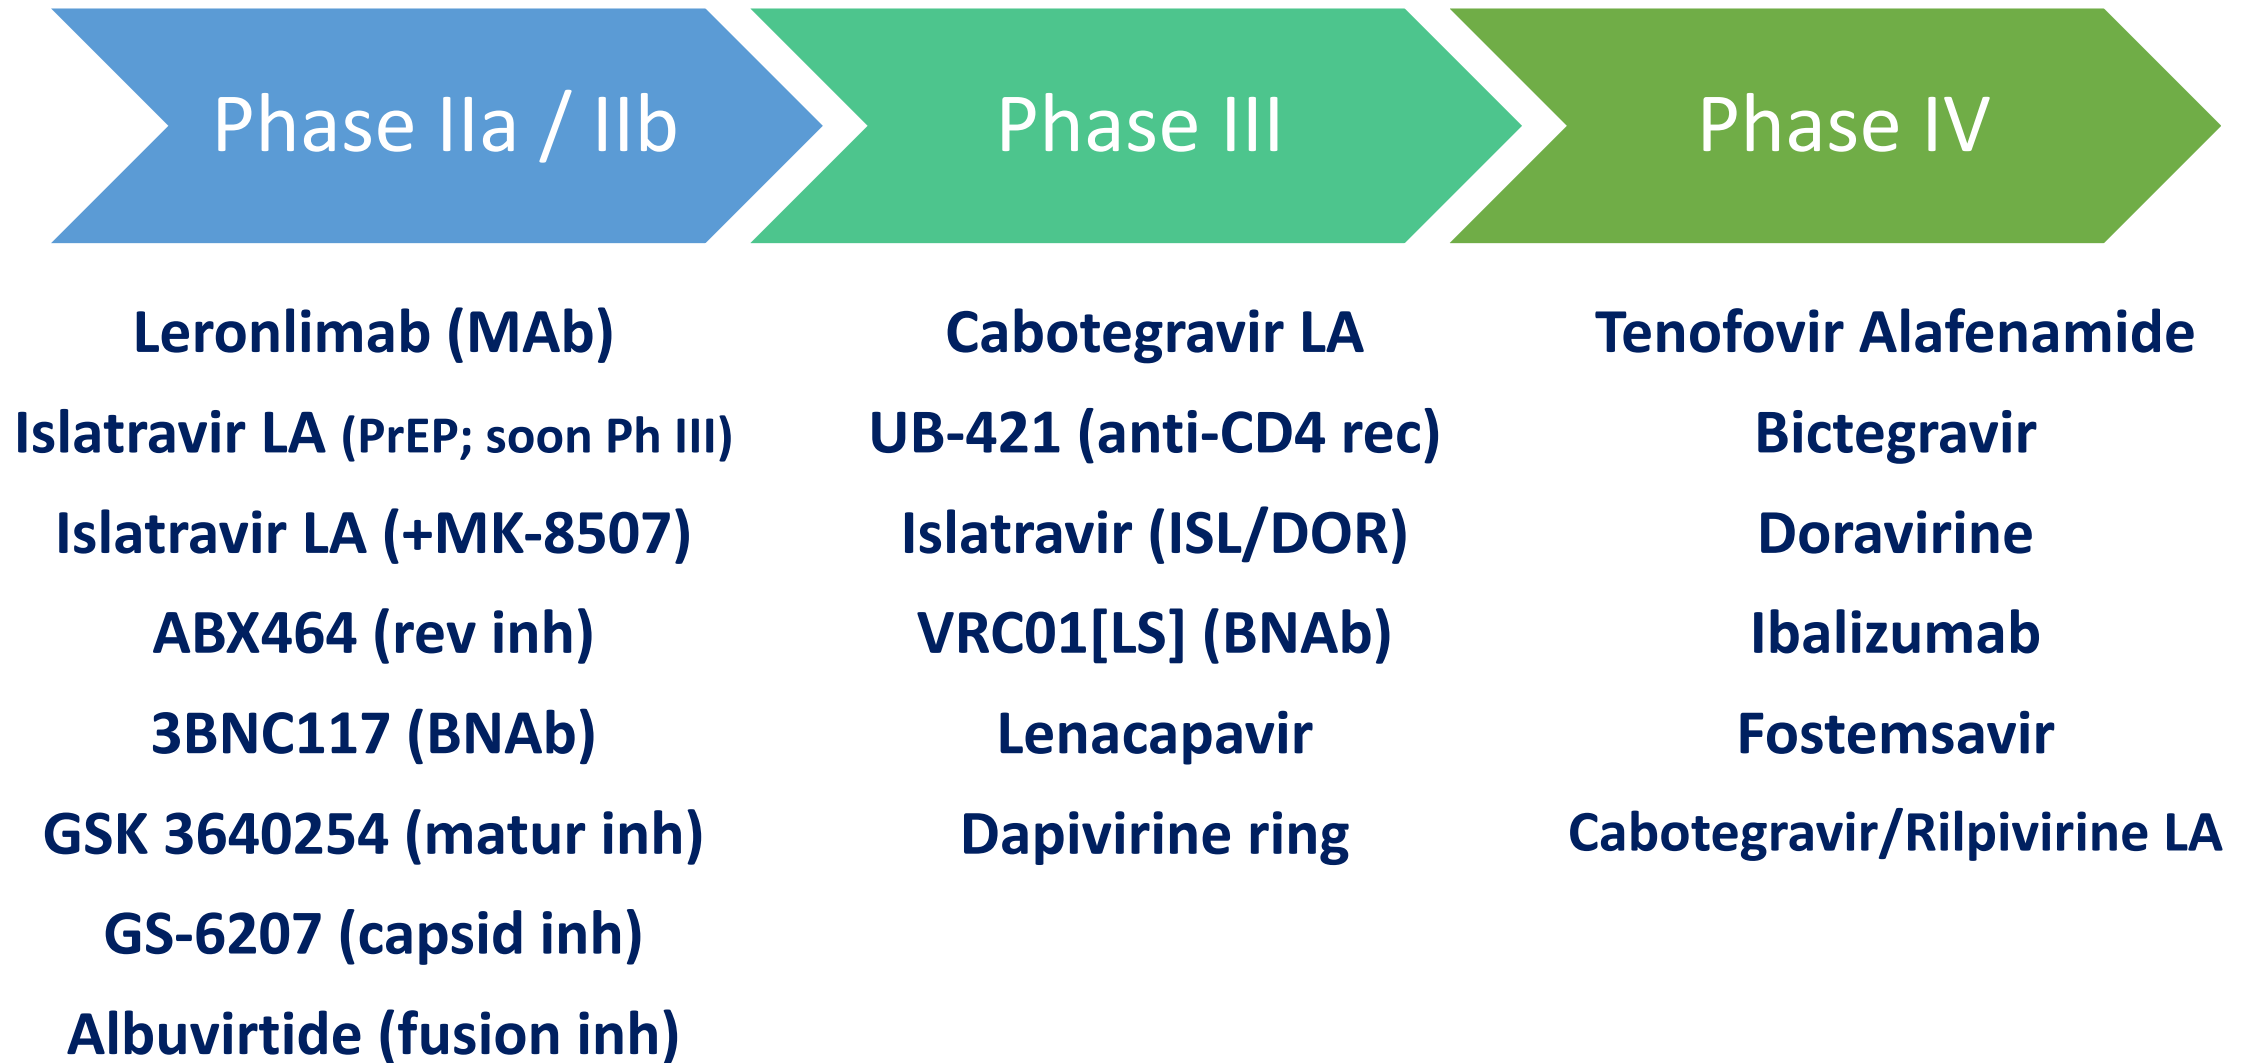 Phase IIa / IIb
Phase III
Phase IV
Leronlimab (MAb)
Islatravir LA (PrEP; soon Ph III)
Islatravir LA (+MK-8507)
ABX464 (rev inh)
3BNC117 (BNAb)
GSK 3640254 (matur inh)
GS-6207 (capsid inh)
Albuvirtide (fusion inh)
Cabotegravir LA
UB-421 (anti-CD4 rec)
Islatravir (ISL/DOR)
VRC01[LS] (BNAb)
Lenacapavir
Dapivirine ring
Tenofovir Alafenamide
Bictegravir
Doravirine
Ibalizumab
Fostemsavir
Cabotegravir/Rilpivirine LA